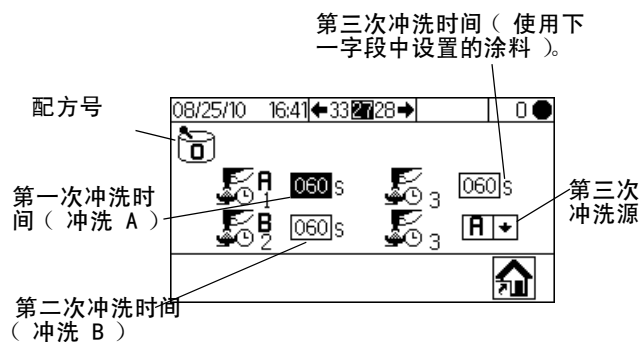 第三次冲洗时间（ 使用下
一字段中设置的涂料 ）。
配方号
08/25/10 16:41 33 27 28 0
0
A 1 060 s 3 060 s
第一次冲洗时
间（ 冲洗 A ）
第三次
冲洗源
B 2 060 s 3 A
第二次冲洗时间
（ 冲洗 B ）